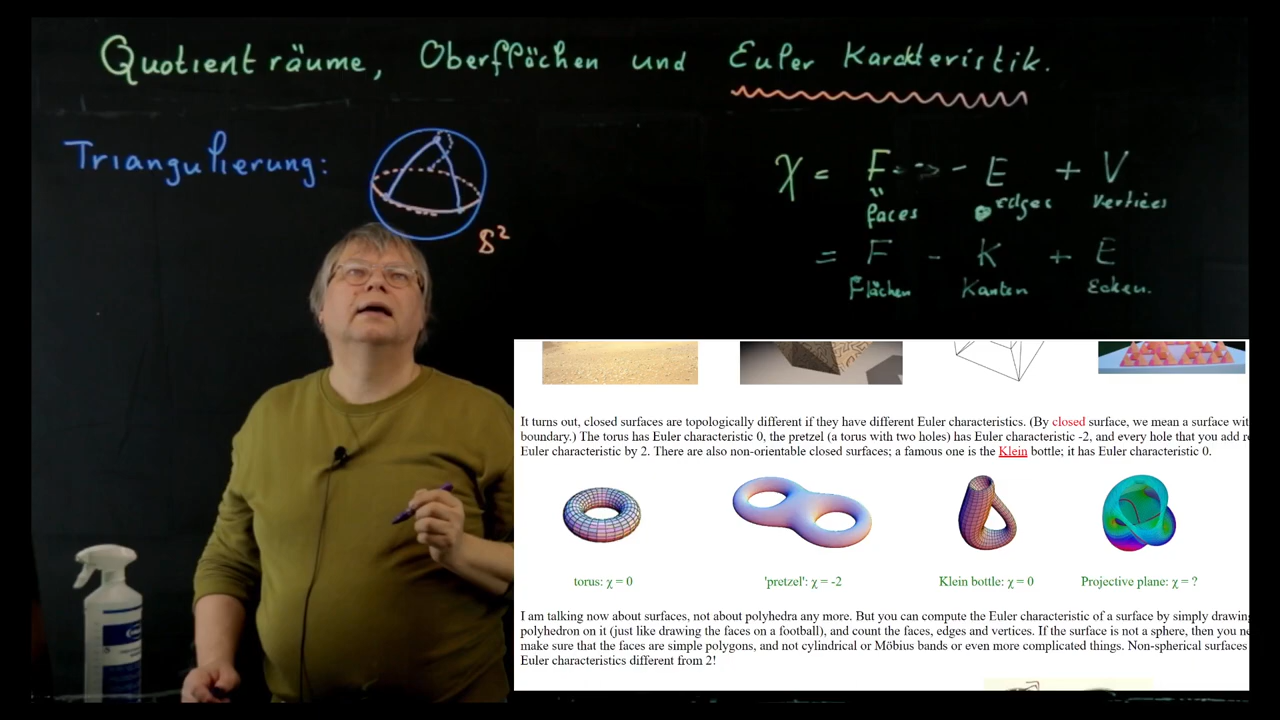 Quotienträume, Oberflächen und Euler Karakteristik.
Triangulierung:
S²
χ = F - E + V
faces edges vertices
= F - K + E
Flächen Kanten Ecken.
It turns out, closed surfaces are topologically different if they have different Euler characteristics. (By closed surface, we mean a surface wit
boundary.) The torus has Euler characteristic 0, the pretzel (a torus with two holes) has Euler characteristic -2, and every hole that you add r
Euler characteristic by 2. There are also non-orientable closed surfaces; a famous one is the Klein bottle; it has Euler characteristic 0.
torus: χ = 0 'pretzel': χ = -2 Klein bottle: χ = 0 Projective plane: χ = ?
I am talking now about surfaces, not about polyhedra any more. But you can compute the Euler characteristic of a surface by simply drawing
polyhedron on it (just like drawing the faces on a football), and count the faces, edges and vertices. If the surface is not a sphere, then you ne
make sure that the faces are simple polygons, and not cylindrical or Möbius bands or even more complicated things. Non-spherical surfaces
Euler characteristics different from 2!